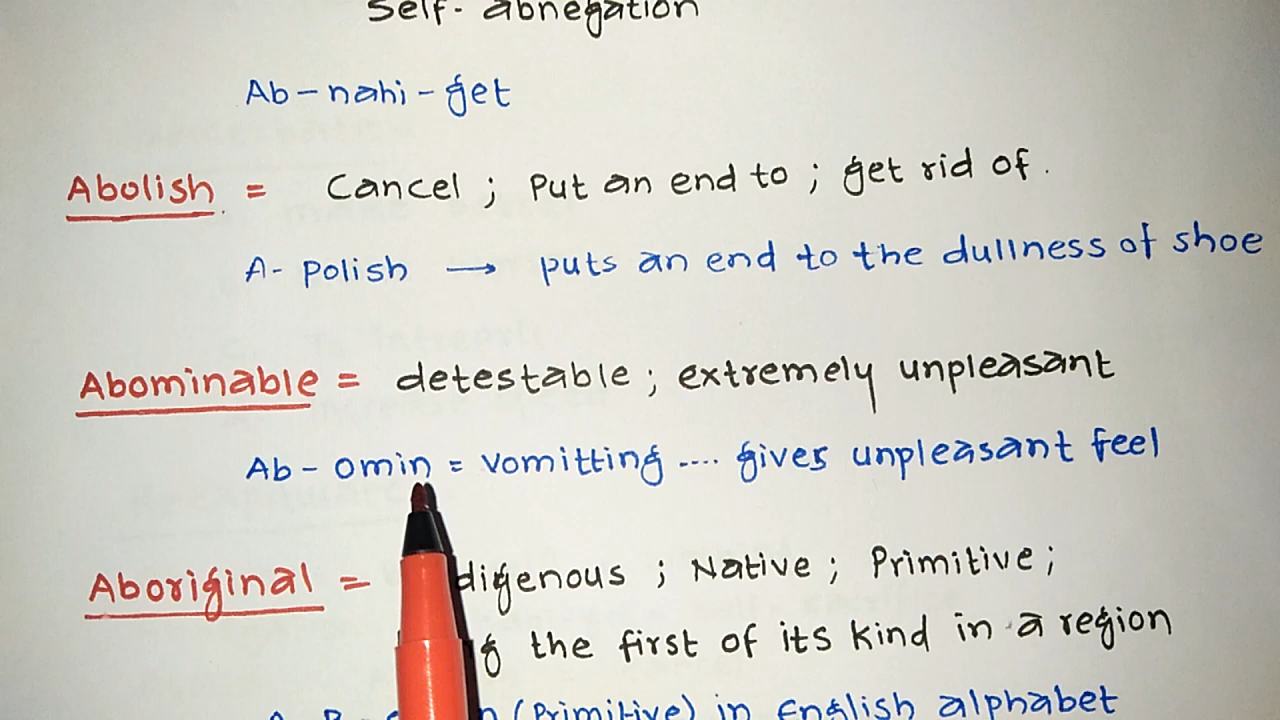 Self- abnegation
Ab-nahi-get
Abolish = Cancel ; Put an end to ; get rid of.
A- Polish → puts an end to the dullness of shoe
Abominable = detestable ; extremely unpleasant
Ab- omin = vomitting .... gives unpleasant feel
Aboriginal = digenous ; Native ; Primitive ;
g the first of its kind in a region
(Primitive) in English alphabet